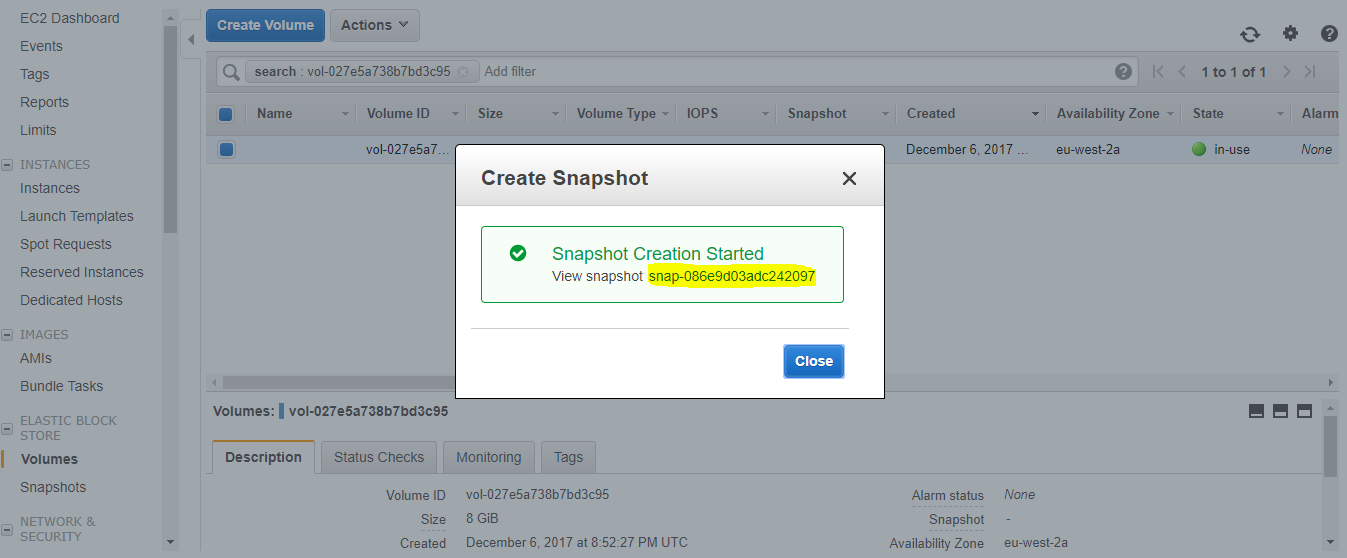 EC2 Dashboard
Events
Tags
Reports
Limits
INSTANCES
Instances
Launch Templates
Spot Requests
Reserved Instances
Dedicated Hosts
IMAGES
AMIs
Bundle Tasks
ELASTIC BLOCK
STORE
Volumes
Snapshots
NETWORK &
SECURITY
Create Volume Actions
search : vol-027e5a738b7bd3c95 Add filter ? 1 to 1 of 1 ?
Name Volume ID Size Volume Type IOPS Snapshot Created Availability Zone State Alarm
vol-027e5a7... December 6, 2017 ... eu-west-2a in-use None
Create Snapshot
Snapshot Creation Started
View snapshot snap-086e9d03adc242097
Close
Volumes: vol-027e5a738b7bd3c95
Description Status Checks Monitoring Tags
Volume ID vol-027e5a738b7bd3c95 Alarm status None
Size 8 GiB Snapshot -
Created December 6, 2017 at 8:52:27 PM UTC Availability Zone eu-west-2a